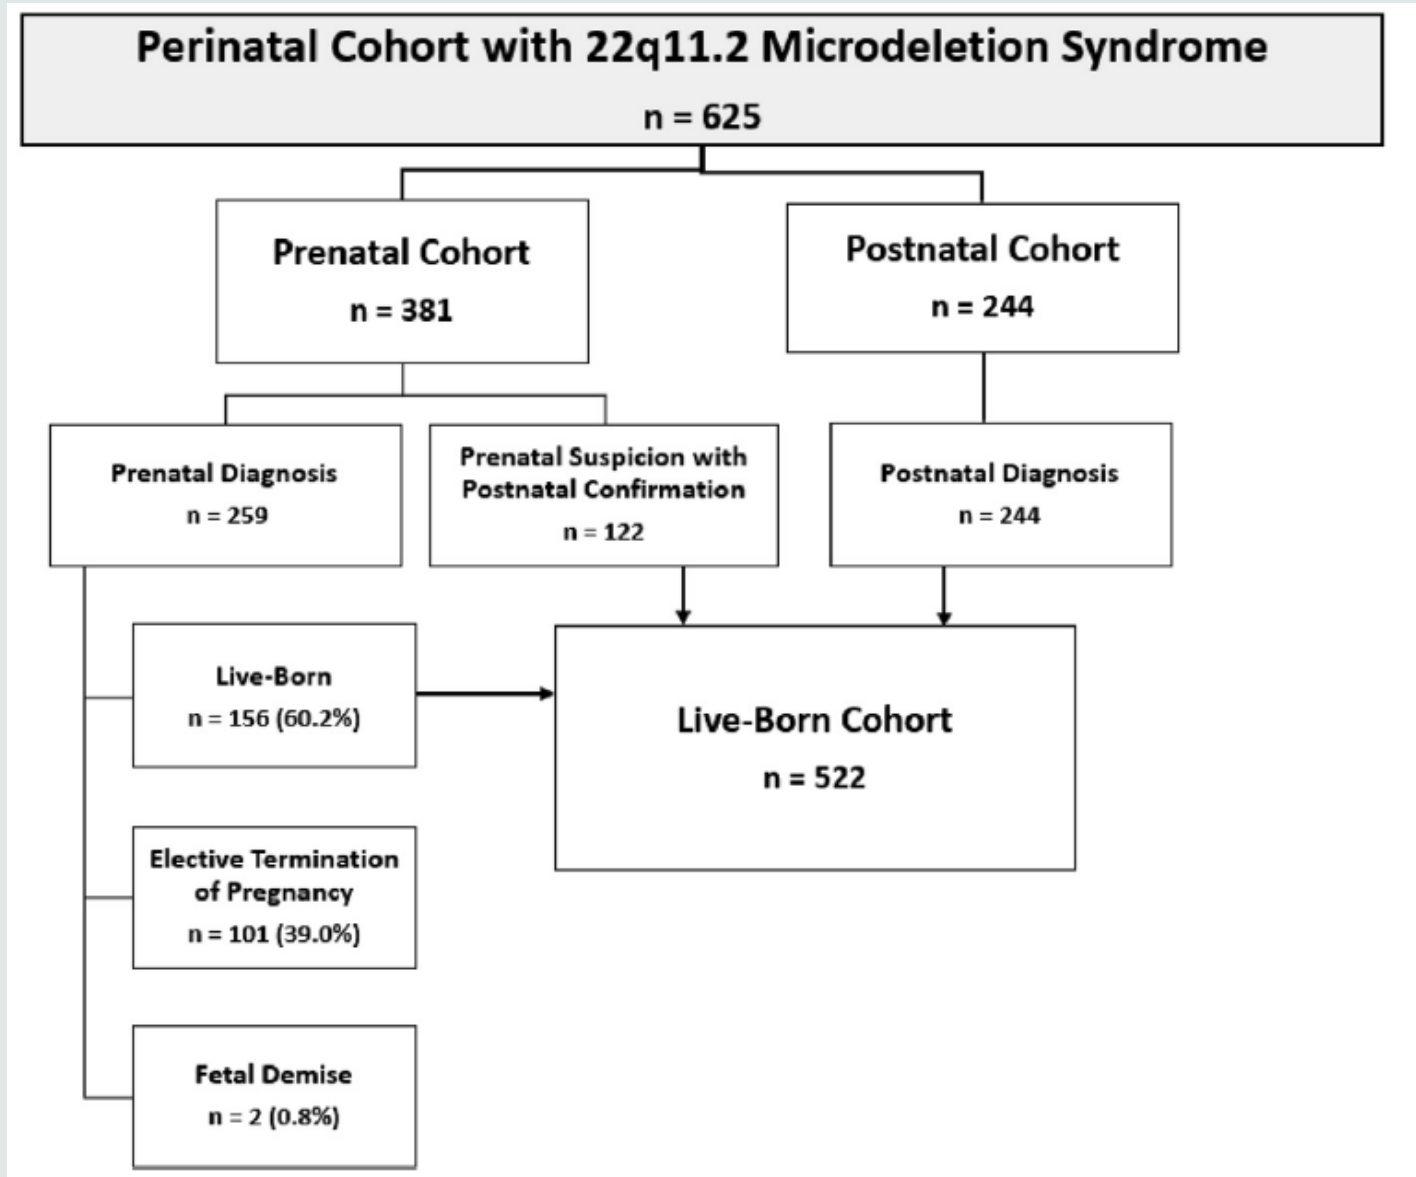 Perinatal Cohort with 22q11.2 Microdeletion Syndrome
n = 625
Prenatal Cohort
n = 381
Postnatal Cohort
n = 244
Prenatal Diagnosis
n = 259
Prenatal Suspicion with
Postnatal Confirmation
n = 122
Postnatal Diagnosis
n = 244
Live-Born
n = 156 (60.2%)
Live-Born Cohort
n = 522
Elective Termination
of Pregnancy
n = 101 (39.0%)
Fetal Demise
n = 2 (0.8%)